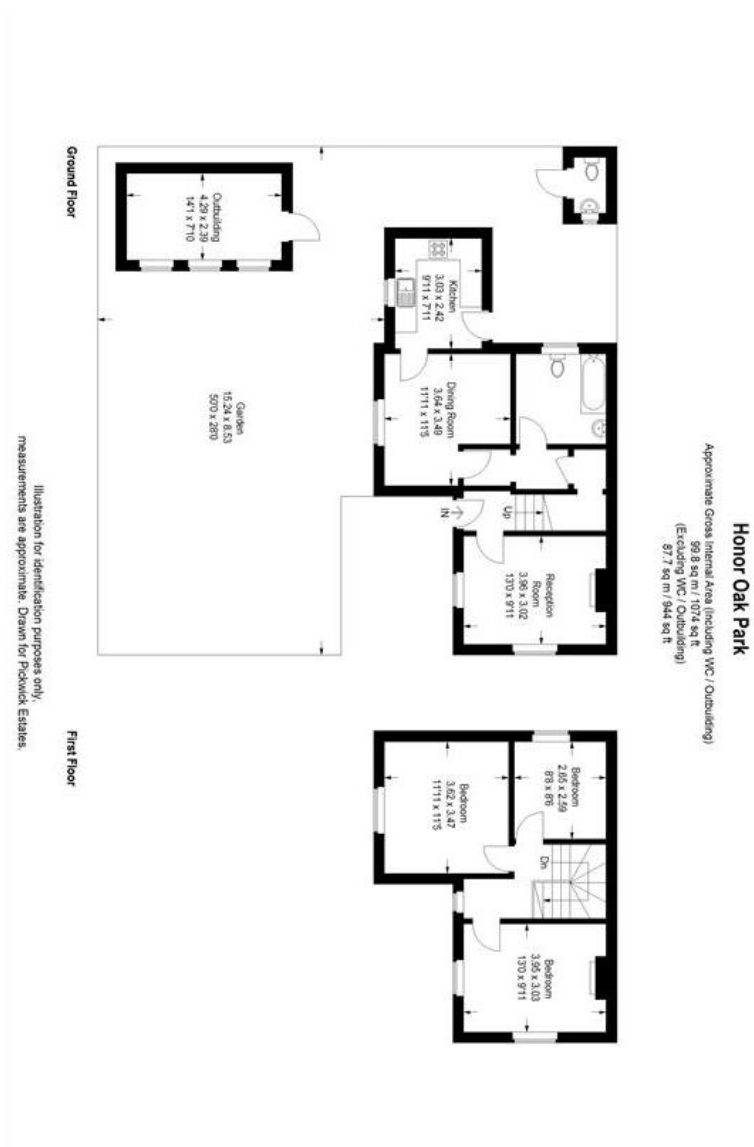 Honor Oak Park
Approximate Gross Internal Area (Including WC / Outbuilding)
99.8 sq m / 1074 sq ft
(Excluding WC / Outbuilding)
87.7 sq m / 944 sq ft
Reception
Room
3.96 x 3.02
13'0 x 9'11
Up
IN
Dining Room
3.64 x 3.49
11'11 x 11'5
Kitchen
3.03 x 2.42
9'11 x 7'11
Outbuilding
4.29 x 2.39
14'1 x 7'10
Garden
15.24 x 8.53
50'0 x 28'0
Ground Floor
Bedroom
2.65 x 2.59
8'8 x 8'6
Dn
Bedroom
3.62 x 3.47
11'11 x 11'5
Bedroom
3.95 x 3.03
13'0 x 9'11
First Floor
Illustration for identification purposes only,
measurements are approximate. Drawn for Pickwick Estates.